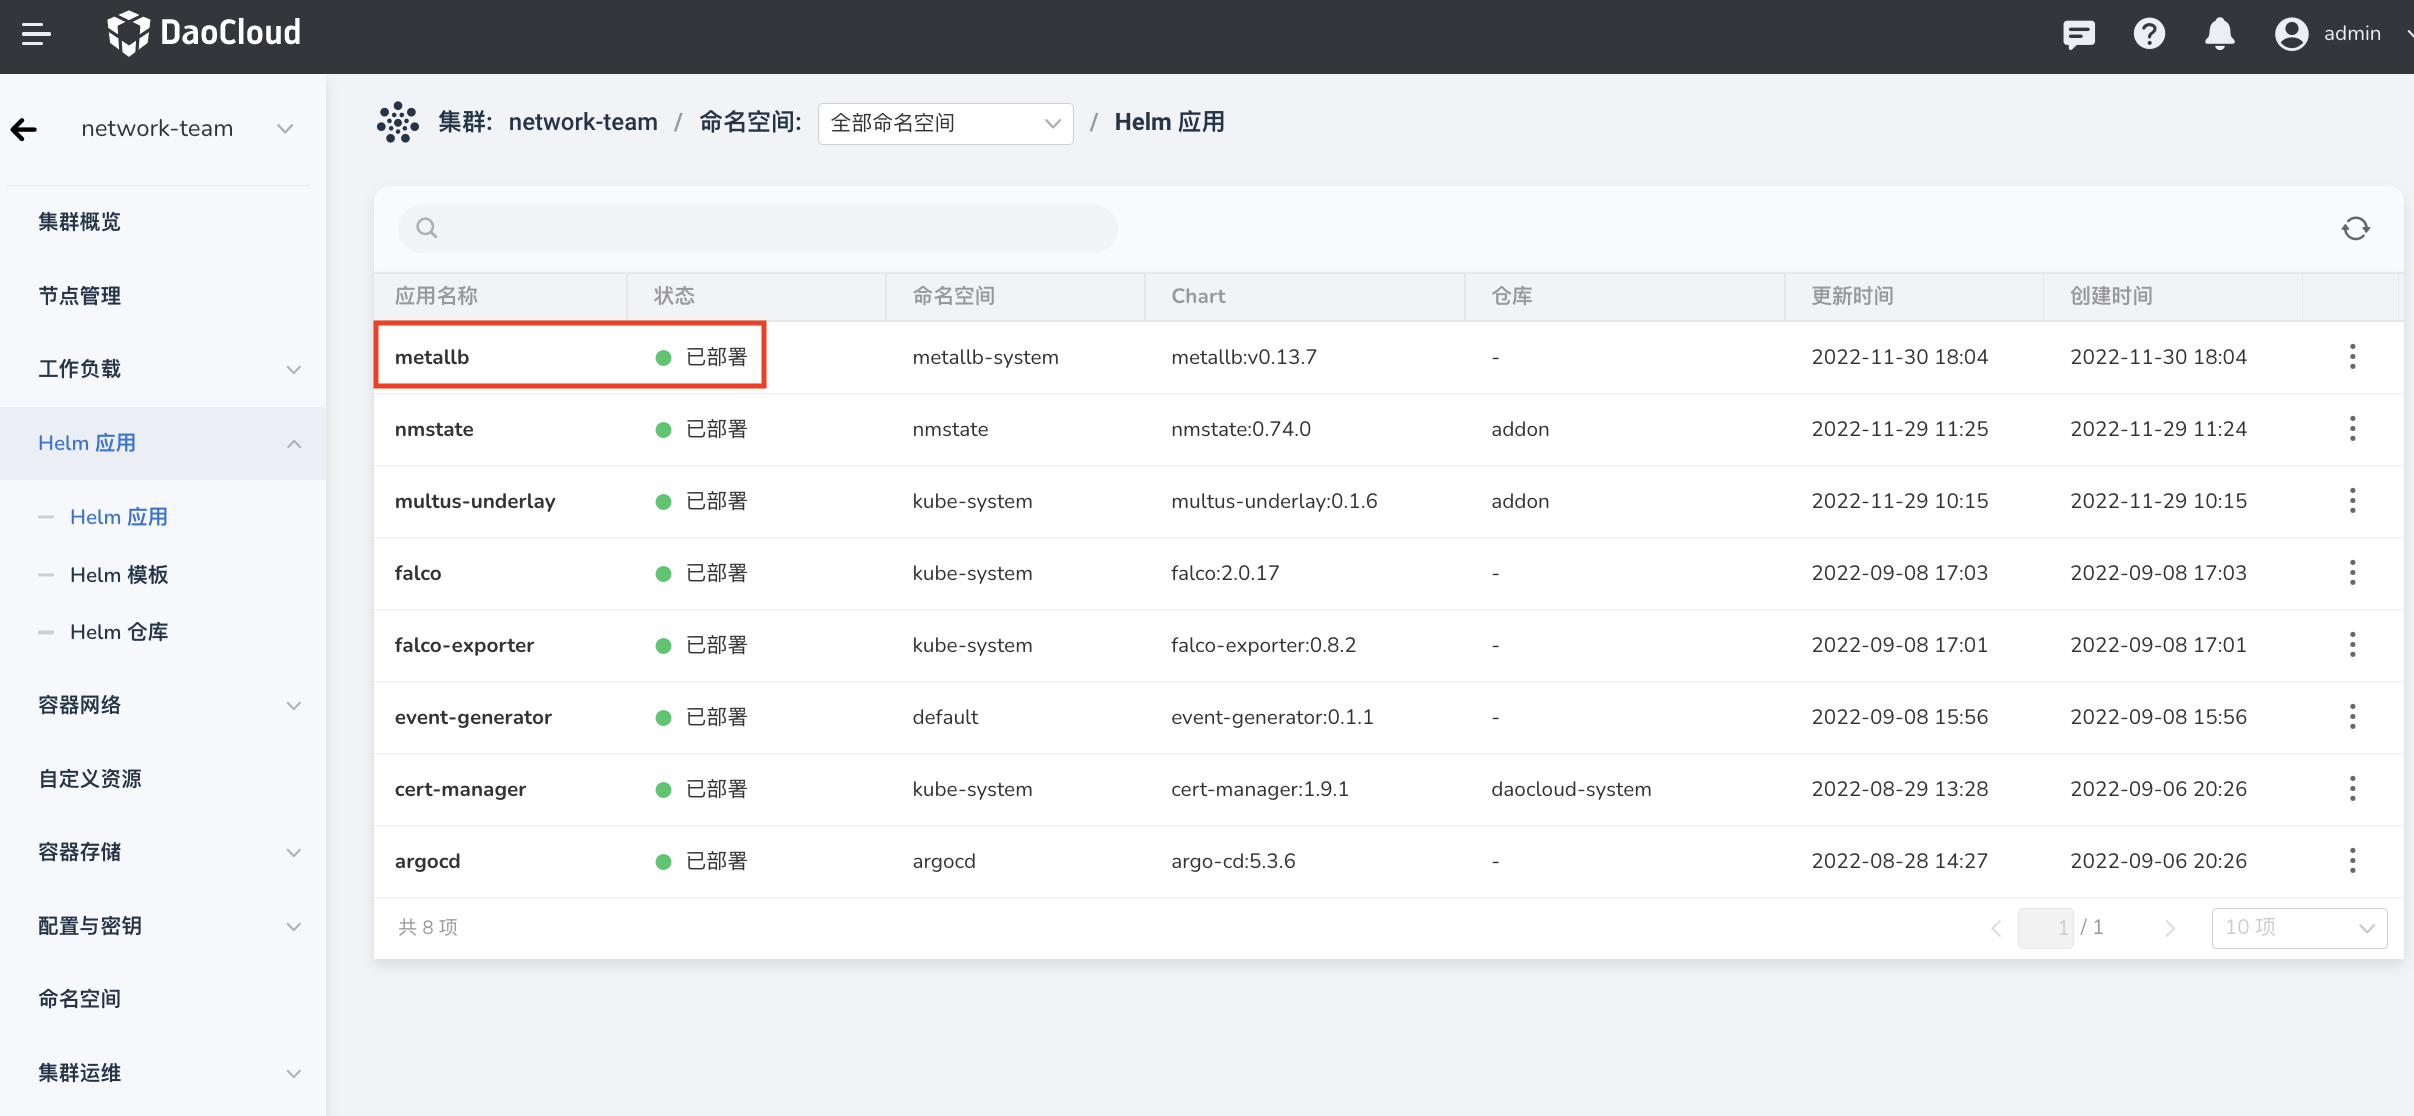 DaoCloud
admin
network-team
集群概览
节点管理
工作负载
Helm 应用
Helm 应用
Helm 模板
Helm 仓库
容器网络
自定义资源
容器存储
配置与密钥
命名空间
集群运维
集群: network-team / 命名空间: 全部命名空间 / Helm 应用
应用名称 状态 命名空间 Chart 仓库 更新时间 创建时间
metallb 已部署 metallb-system metallb:v0.13.7 - 2022-11-30 18:04 2022-11-30 18:04
nmstate 已部署 nmstate nmstate:0.74.0 addon 2022-11-29 11:25 2022-11-29 11:24
multus-underlay 已部署 kube-system multus-underlay:0.1.6 addon 2022-11-29 10:15 2022-11-29 10:15
falco 已部署 kube-system falco:2.0.17 - 2022-09-08 17:03 2022-09-08 17:03
falco-exporter 已部署 kube-system falco-exporter:0.8.2 - 2022-09-08 17:01 2022-09-08 17:01
event-generator 已部署 default event-generator:0.1.1 - 2022-09-08 15:56 2022-09-08 15:56
cert-manager 已部署 kube-system cert-manager:1.9.1 daocloud-system 2022-08-29 13:28 2022-09-06 20:26
argocd 已部署 argocd argo-cd:5.3.6 - 2022-08-28 14:27 2022-09-06 20:26
共 8 项 1 / 1 10 项